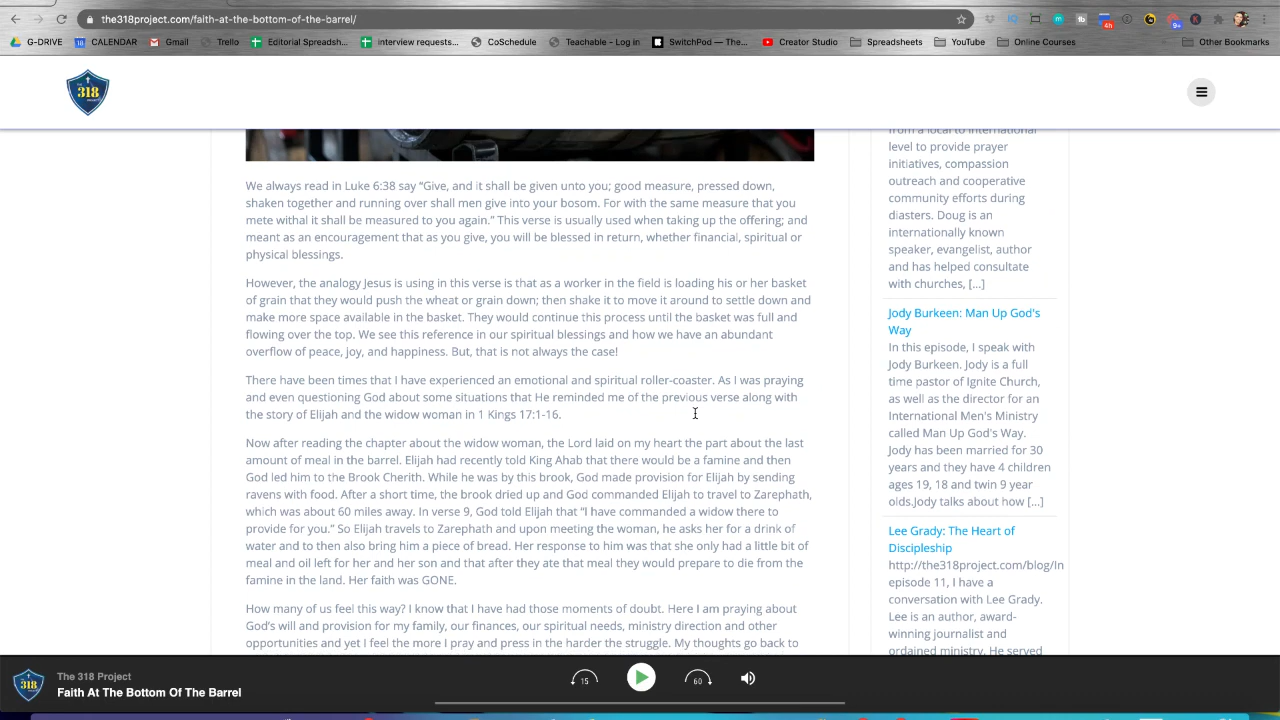 the318project.com/faith-at-the-bottom-of-the-barrel/
G-DRIVE
CALENDAR
Gmail
Trello
Editorial Spreadsh...
interview requests...
CoSchedule
Teachable - Log in
SwitchPod — The...
Creator Studio
Spreadsheets
YouTube
Online Courses
Other Bookmarks
318
We always read in Luke 6:38 say “Give, and it shall be given unto you; good measure, pressed down,
shaken together and running over shall men give into your bosom. For with the same measure that you
mete withal it shall be measured to you again.” This verse is usually used when taking up the offering; and
meant as an encouragement that as you give, you will be blessed in return, whether financial, spiritual or
physical blessings.
However, the analogy Jesus is using in this verse is that as a worker in the field is loading his or her basket
of grain that they would push the wheat or grain down; then shake it to move it around to settle down and
make more space available in the basket. They would continue this process until the basket was full and
flowing over the top. We see this reference in our spiritual blessings and how we have an abundant
overflow of peace, joy, and happiness. But, that is not always the case!
There have been times that I have experienced an emotional and spiritual roller-coaster. As I was praying
and even questioning God about some situations that He reminded me of the previous verse along with
the story of Elijah and the widow woman in 1 Kings 17:1-16.
Now after reading the chapter about the widow woman, the Lord laid on my heart the part about the last
amount of meal in the barrel. Elijah had recently told King Ahab that there would be a famine and then
God led him to the Brook Cherith. While he was by this brook, God made provision for Elijah by sending
ravens with food. After a short time, the brook dried up and God commanded Elijah to travel to Zarephath,
which was about 60 miles away. In verse 9, God told Elijah that “I have commanded a widow there to
provide for you.” So Elijah travels to Zarephath and upon meeting the woman, he asks her for a drink of
water and to then also bring him a piece of bread. Her response to him was that she only had a little bit of
meal and oil left for her and her son and that after they ate that meal they would prepare to die from the
famine in the land. Her faith was GONE.
How many of us feel this way? I know that I have had those moments of doubt. Here I am praying about
God’s will and provision for my family, our finances, our spiritual needs, ministry direction and other
opportunities and yet I feel the more I pray and press in the harder the struggle. My thoughts go back to
from a local to international
level to provide prayer
initiatives, compassion
outreach and cooperative
community efforts during
diasters. Doug is an
internationally known
speaker, evangelist, author
and has helped consultate
with churches, [...]
Jody Burkeen: Man Up God's
Way
In this episode, I speak with
Jody Burkeen. Jody is a full
time pastor of Ignite Church,
as well as the director for an
International Men's Ministry
called Man Up God's Way.
Jody has been married for 30
years and they have 4 children
ages 19, 18 and twin 9 year
olds.Jody talks about how [...]
Lee Grady: The Heart of
Discipleship
http://the318project.com/blog/In
episode 11, I have a
conversation with Lee Grady.
Lee is an author, award-
winning journalist and
ordained ministry. He served
318
The 318 Project
Faith At The Bottom Of The Barrel
15
60